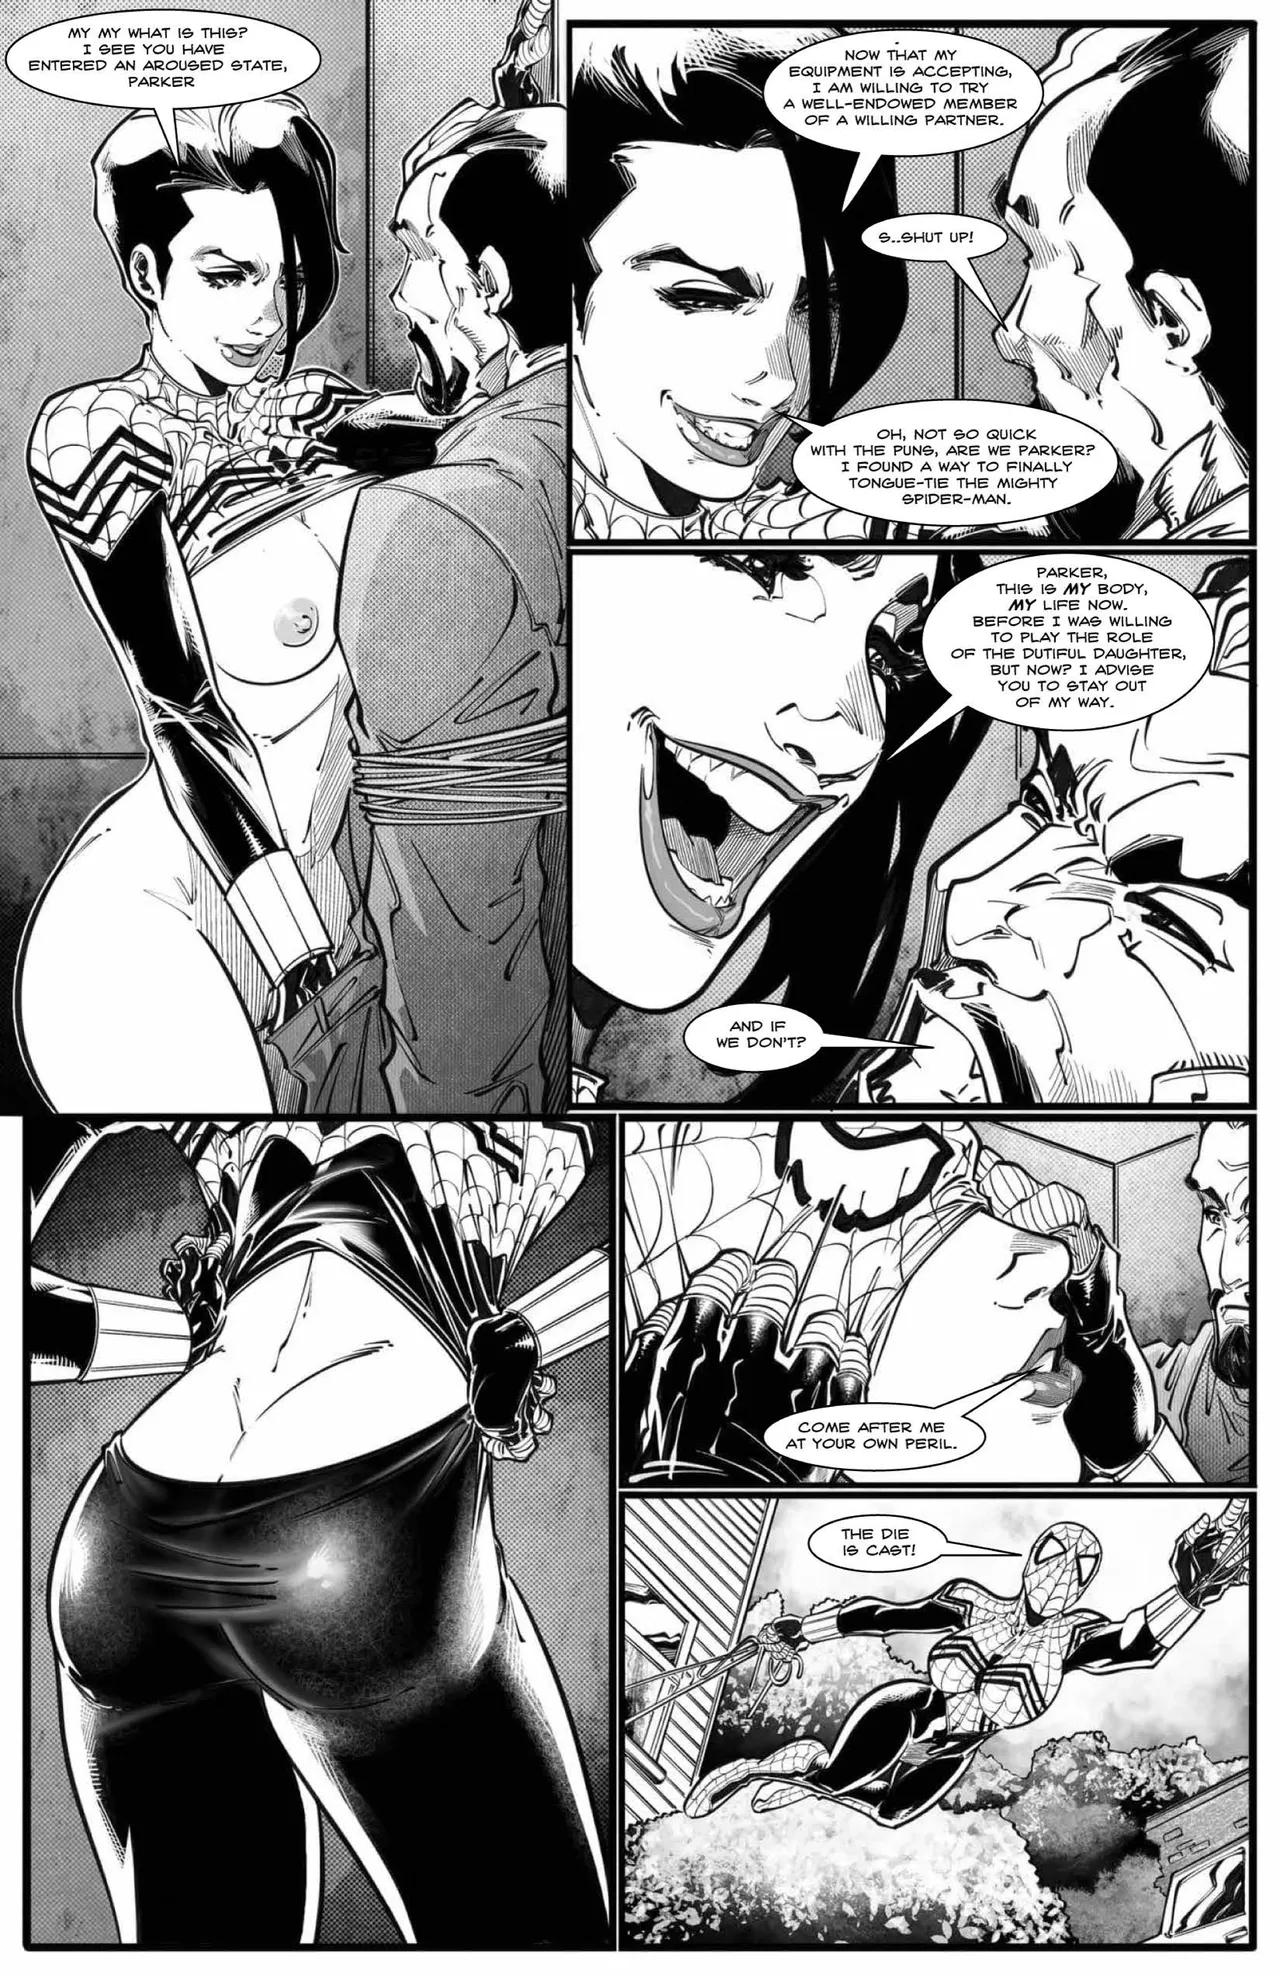 MY MY WHAT IS THIS?
I SEE YOU HAVE
ENTERED AN AROUSED STATE,
PARKER
NOW THAT MY
EQUIPMENT IS ACCEPTING,
I AM WILLING TO TRY
A WELL-ENDOWED MEMBER
OF A WILLING PARTNER.
S..SHUT UP!
OH, NOT SO QUICK
WITH THE PUNS, ARE WE PARKER?
I FOUND A WAY TO FINALLY
TONGUE-TIE THE MIGHTY
SPIDER-MAN.
PARKER,
THIS IS MY BODY,
MY LIFE NOW.
BEFORE I WAS WILLING
TO PLAY THE ROLE
OF THE DUTIFUL DAUGHTER,
BUT NOW? I ADVISE
YOU TO STAY OUT
OF MY WAY.
AND IF
WE DON'T?
COME AFTER ME
AT YOUR OWN PERIL.
THE DIE
IS CAST!